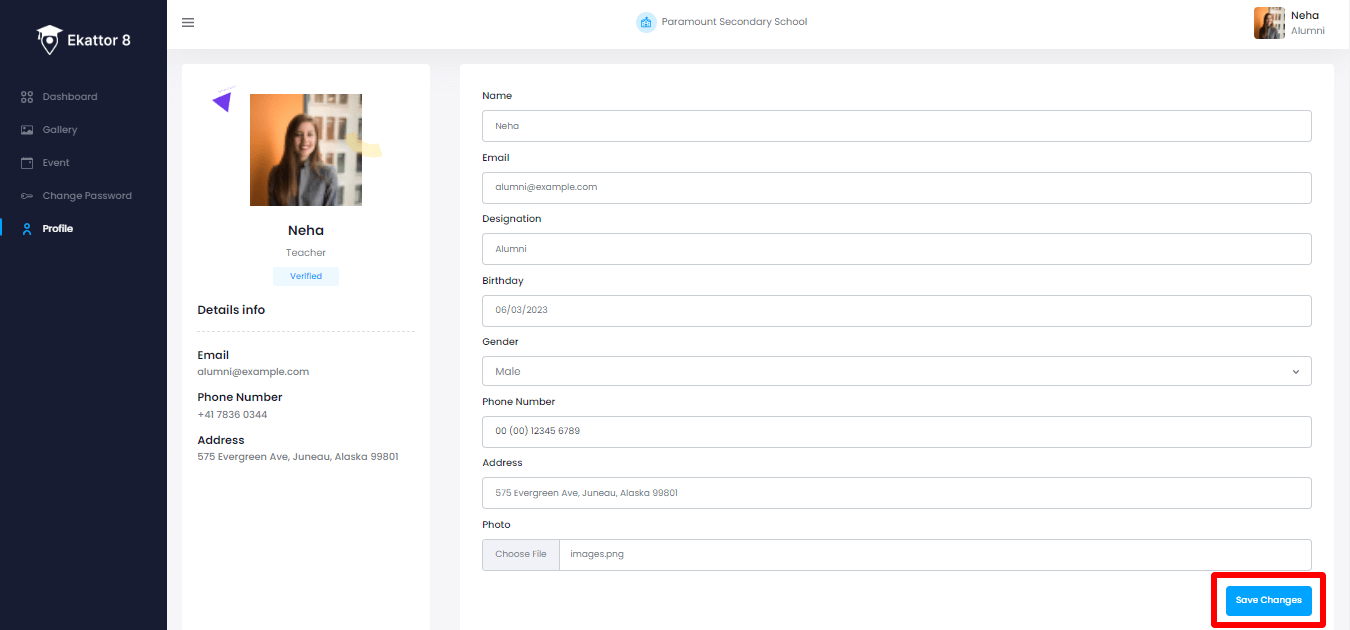 Ekattor 8
Dashboard
Gallery
Event
Change Password
Profile
Paramount Secondary School
Neha
Alumni
Neha
Teacher
Verified
Details info
Email
alumni@example.com
Phone Number
+41 7836 0344
Address
575 Evergreen Ave, Juneau, Alaska 99801
Name
Neha
Email
alumni@example.com
Designation
Alumni
Birthday
06/03/2023
Gender
Male
Phone Number
00 (00) 12345 6789
Address
575 Evergreen Ave, Juneau, Alaska 99801
Photo
Choose File images.png
Save Changes